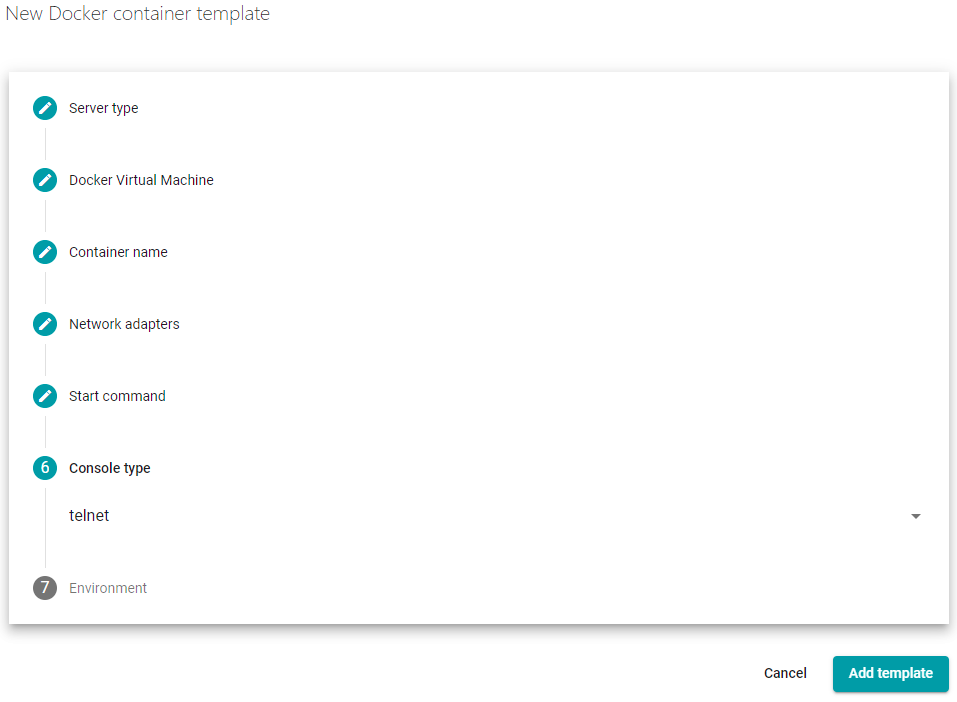 New Docker container template
Server type
Docker Virtual Machine
Container name
Network adapters
Start command
6 Console type
telnet
7 Environment
Cancel Add template